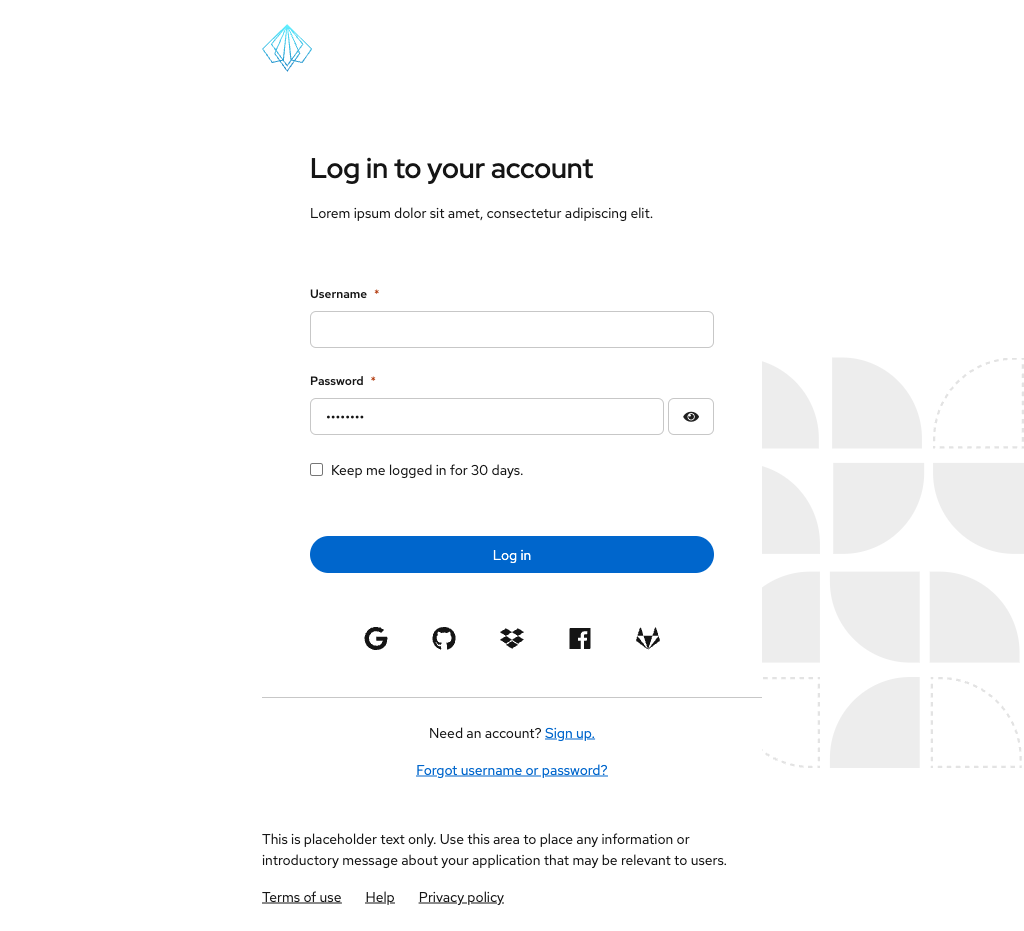 Log in to your account
Lorem ipsum dolor sit amet, consectetur adipiscing elit.
Username *
Password *
••••••••
Keep me logged in for 30 days.
Log in
Need an account? Sign up.
Forgot username or password?
This is placeholder text only. Use this area to place any information or
introductory message about your application that may be relevant to users.
Terms of use Help Privacy policy